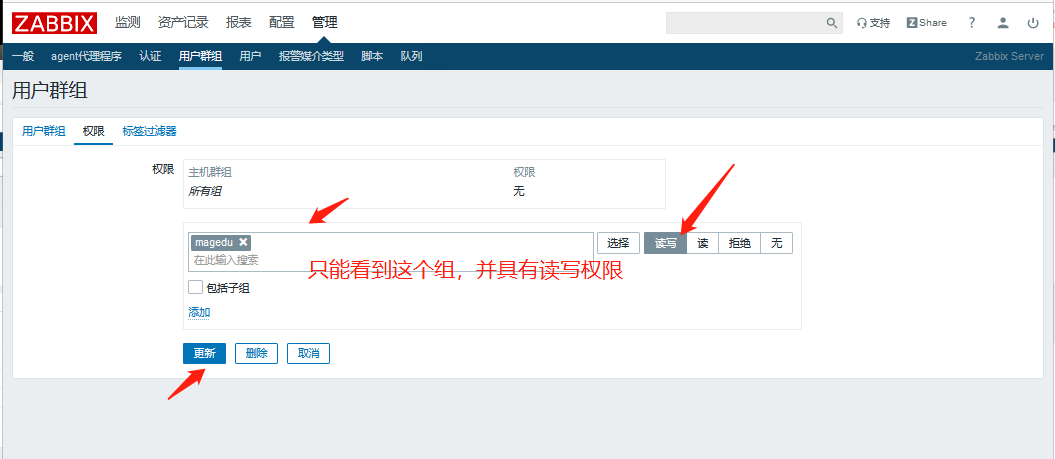 ZABBIX 监测 资产记录 报表 配置 管理 支持 Z Share ?
一般 agent代理程序 认证 用户群组 用户 报警媒介类型 脚本 队列 Zabbix Server
用户群组
用户群组 权限 标签过滤器
权限 主机群组 权限
所有组 无
magedu 选择 读写 读 拒绝 无
在此输入搜索
只能看到这个组，并具有读写权限
包括子组
添加
更新 删除 取消